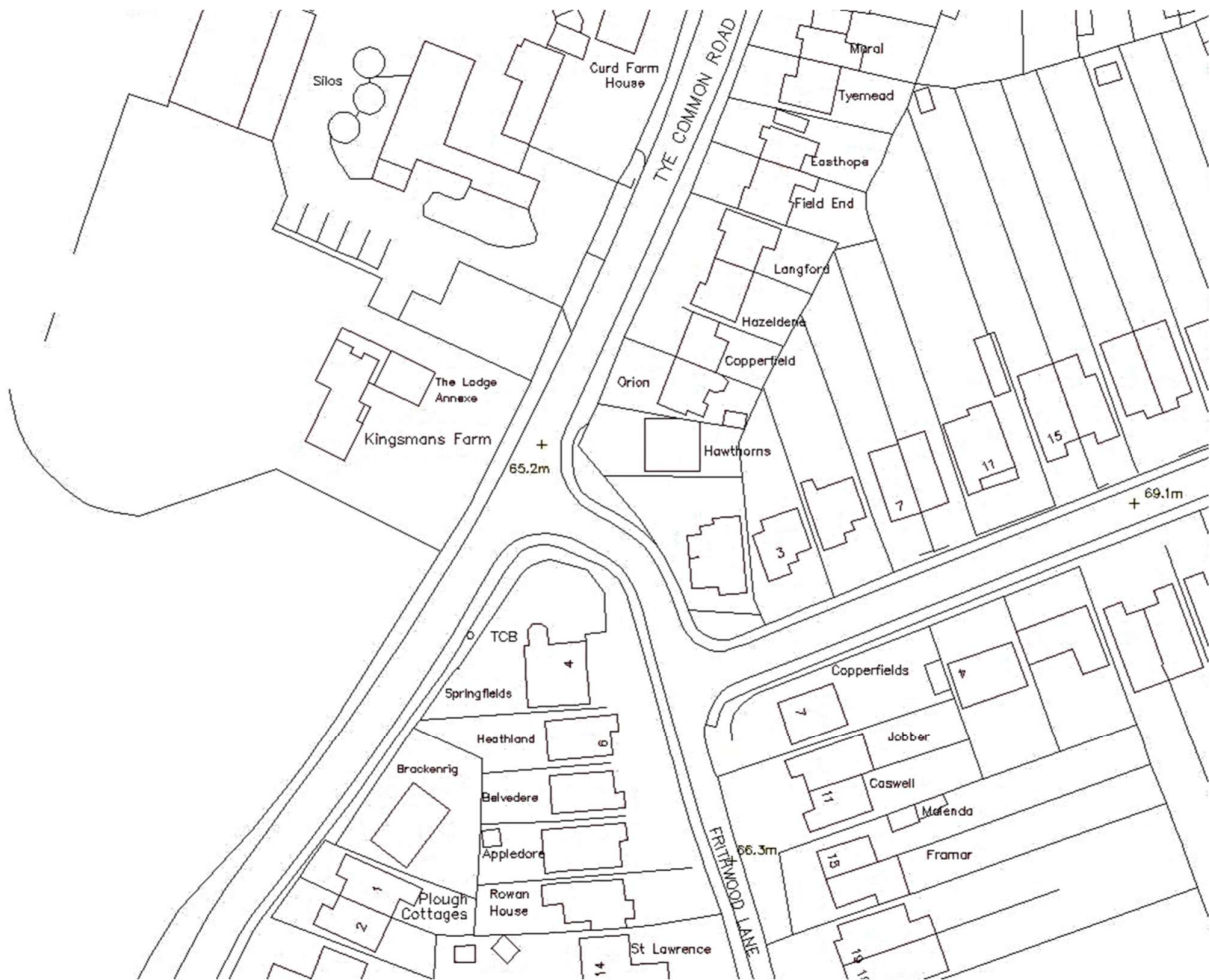 Maral
Curd Farm
House
Silos
TYE COMMON ROAD
Tyemead
Easthope
Field End
Langford
Hazeldene
Copperfield
Orion
The Lodge
Annexe
Kingsmans Farm
Hawthorns
65.2m
15
11
7
69.1m
3
1
TCB
4
Copperfields
4
Springfields
7
Heathland
6
Jobber
Brackenrig
Caswell
Belvedere
11
Malenda
66.3m
Appledore
Framar
FRITHWOOD LANE
1
Plough
Cottages
Rowan
House
2
St Lawrence
14
19